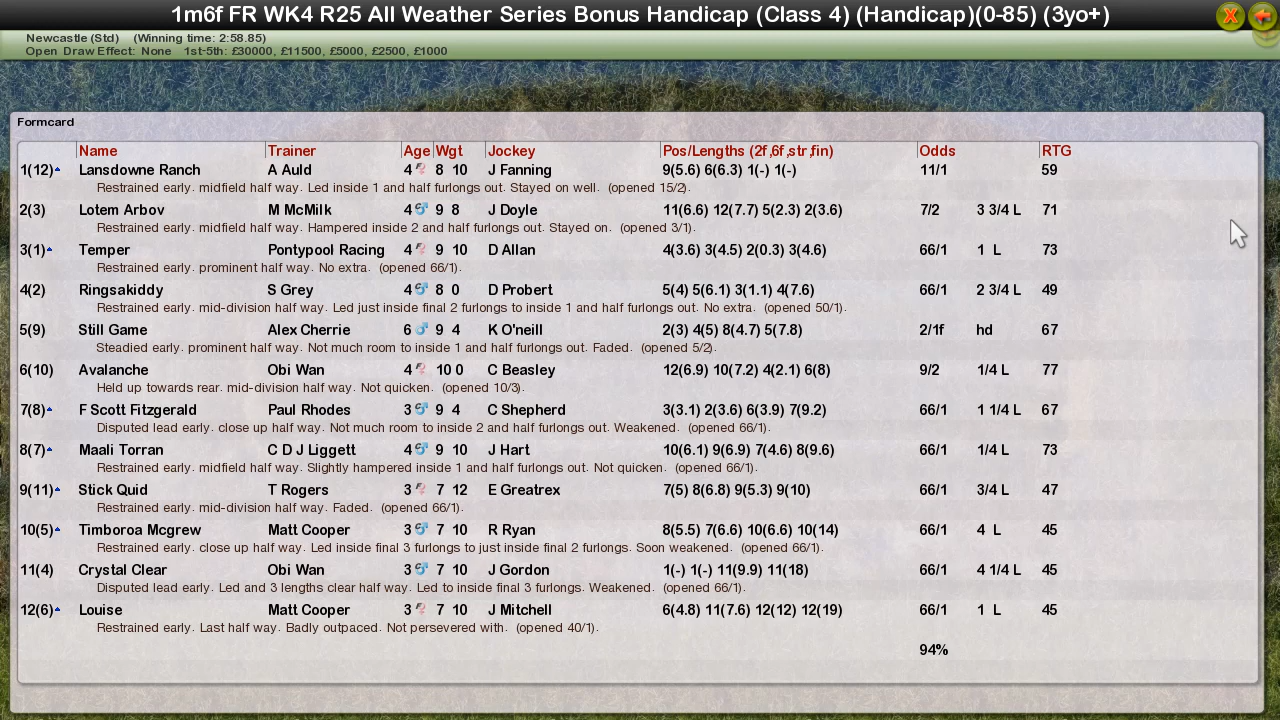 1m6f FR WK4 R25 All Weather Series Bonus Handicap (Class 4) (Handicap)(0-85) (3yo+)
X
Newcastle (Std) (Winning time: 2:58.85)
Open Draw Effect: None 1st-5th: £30000, £11500, £5000, £2500, £1000
Formcard
Name Trainer Age Wgt Jockey Pos/Lengths (2f,6f,str,fin) Odds RTG
1(12) Lansdowne Ranch A Auld 4 8 10 J Fanning 9(5.6) 6(6.3) 1(-) 1(-) 11/1 59
Restrained early. midfield half way. Led inside 1 and half furlongs out. Stayed on well. (opened 15/2).
2(3) Lotem Arbov M McMilk 4 9 8 J Doyle 11(6.6) 12(7.7) 5(2.3) 2(3.6) 7/2 3 3/4 L 71
Restrained early. midfield half way. Hampered inside 2 and half furlongs out. Stayed on. (opened 3/1).
3(1) Temper Pontypool Racing 4 9 10 D Allan 4(3.6) 3(4.5) 2(0.3) 3(4.6) 66/1 1 L 73
Restrained early. prominent half way. No extra. (opened 66/1).
4(2) Ringsakiddy S Grey 4 8 0 D Probert 5(4) 5(6.1) 3(1.1) 4(7.6) 66/1 2 3/4 L 49
Restrained early. mid-division half way. Led just inside final 2 furlongs to inside 1 and half furlongs out. No extra. (opened 50/1).
5(9) Still Game Alex Cherrie 6 9 4 K O'neill 2(3) 4(5) 8(4.7) 5(7.8) 2/1f hd 67
Steadied early. prominent half way. Not much room to inside 1 and half furlongs out. Faded. (opened 5/2).
6(10) Avalanche Obi Wan 4 10 0 C Beasley 12(6.9) 10(7.2) 4(2.1) 6(8) 9/2 1/4 L 77
Held up towards rear. mid-division half way. Not quicken. (opened 10/3).
7(8) F Scott Fitzgerald Paul Rhodes 3 9 4 C Shepherd 3(3.1) 2(3.6) 6(3.9) 7(9.2) 66/1 1 1/4 L 67
Disputed lead early. close up half way. Not much room to inside 2 and half furlongs out. Weakened. (opened 66/1).
8(7) Maali Torran C D J Liggett 4 9 10 J Hart 10(6.1) 9(6.9) 7(4.6) 8(9.6) 66/1 1/4 L 73
Restrained early. midfield half way. Slightly hampered inside 1 and half furlongs out. Not quicken. (opened 66/1).
9(11) Stick Quid T Rogers 3 7 12 E Greatrex 7(5) 8(6.8) 9(5.3) 9(10) 66/1 3/4 L 47
Restrained early. mid-division half way. Faded. (opened 66/1).
10(5) Timboroa Mcgrew Matt Cooper 3 7 10 R Ryan 8(5.5) 7(6.6) 10(6.6) 10(14) 66/1 4 L 45
Restrained early. close up half way. Led inside final 3 furlongs to just inside final 2 furlongs. Soon weakened. (opened 66/1).
11(4) Crystal Clear Obi Wan 3 7 10 J Gordon 1(-) 1(-) 11(9.9) 11(18) 66/1 4 1/4 L 45
Disputed lead early. Led and 3 lengths clear half way. Led to inside final 3 furlongs. Weakened. (opened 66/1).
12(6) Louise Matt Cooper 3 7 10 J Mitchell 6(4.8) 11(7.6) 12(12) 12(19) 66/1 1 L 45
Restrained early. Last half way. Badly outpaced. Not persevered with. (opened 40/1).
94%